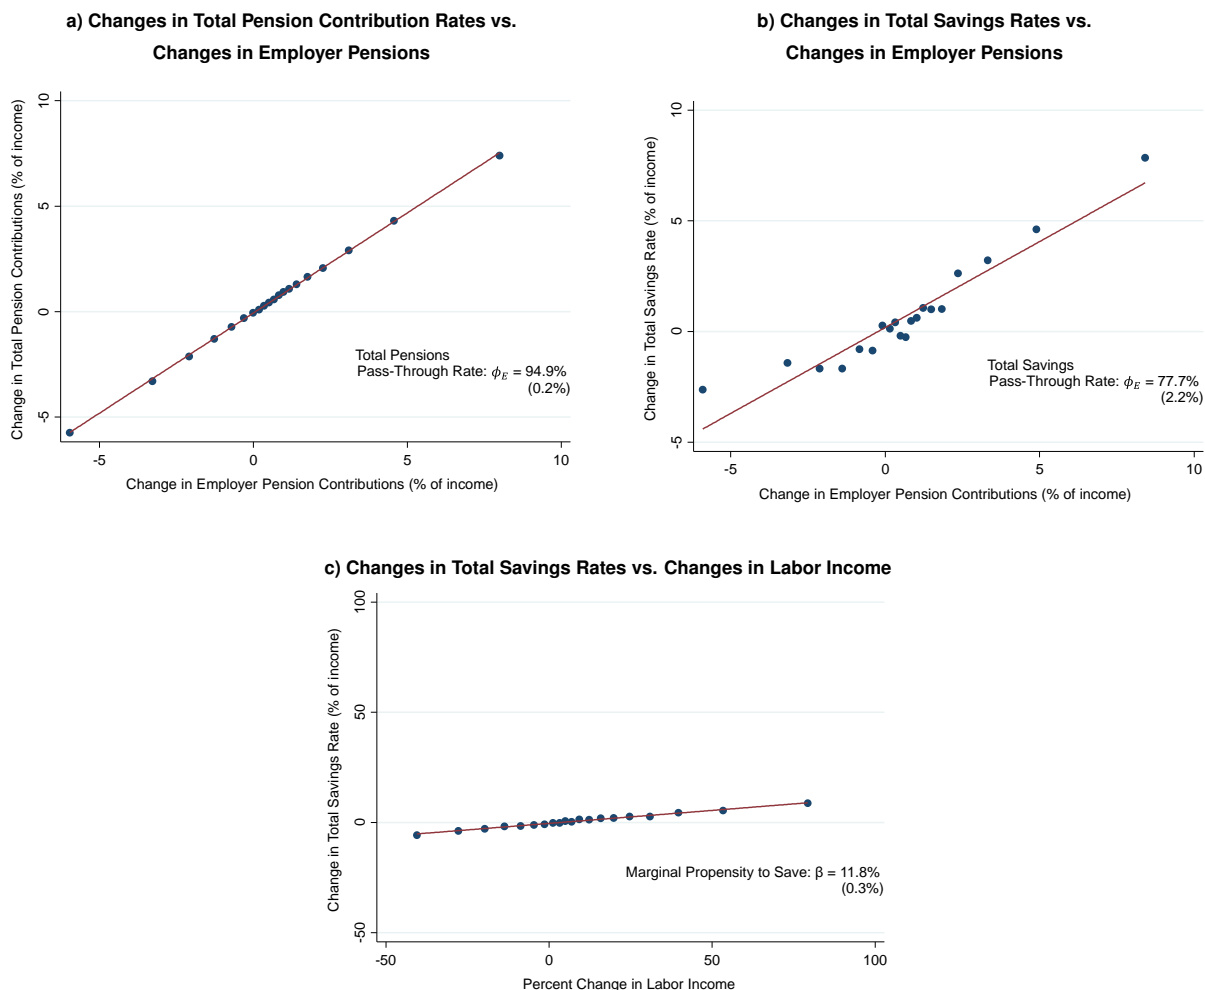 a) Changes in Total Pension Contribution Rates vs.
Changes in Employer Pensions
Change in Total Pension Contributions (% of income)
10
5
0
-5
Total Pensions
Pass-Through Rate: ϕ_E = 94.9%
(0.2%)
-5 0 5 10
Change in Employer Pension Contributions (% of income)
b) Changes in Total Savings Rates vs.
Changes in Employer Pensions
Change in Total Savings Rate (% of income)
10
5
0
-5
Total Savings
Pass-Through Rate: ϕ_E = 77.7%
(2.2%)
-5 0 5 10
Change in Employer Pension Contributions (% of income)
c) Changes in Total Savings Rates vs. Changes in Labor Income
Change in Total Savings Rate (% of income)
100
50
0
-50
Marginal Propensity to Save: β = 11.8%
(0.3%)
-50 0 50 100
Percent Change in Labor Income